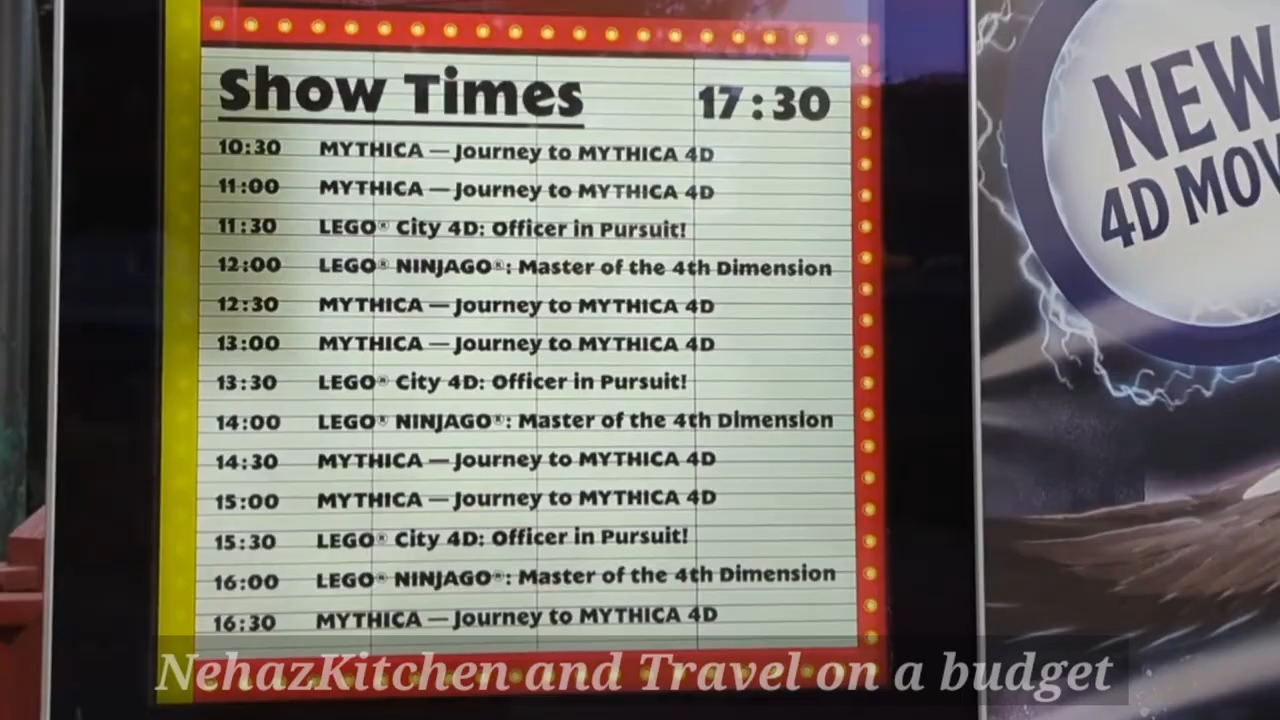 Show Times 17:30
10:30 MYTHICA — Journey to MYTHICA 4D
11:00 MYTHICA — Journey to MYTHICA 4D
11:30 LEGO® City 4D: Officer in Pursuit!
12:00 LEGO® NINJAGO®: Master of the 4th Dimension
12:30 MYTHICA — Journey to MYTHICA 4D
13:00 MYTHICA — Journey to MYTHICA 4D
13:30 LEGO® City 4D: Officer in Pursuit!
14:00 LEGO® NINJAGO®: Master of the 4th Dimension
14:30 MYTHICA — Journey to MYTHICA 4D
15:00 MYTHICA — Journey to MYTHICA 4D
15:30 LEGO® City 4D: Officer in Pursuit!
16:00 LEGO® NINJAGO®: Master of the 4th Dimension
16:30 MYTHICA — Journey to MYTHICA 4D
NEW
4D MOV
NehazKitchen and Travel on a budget